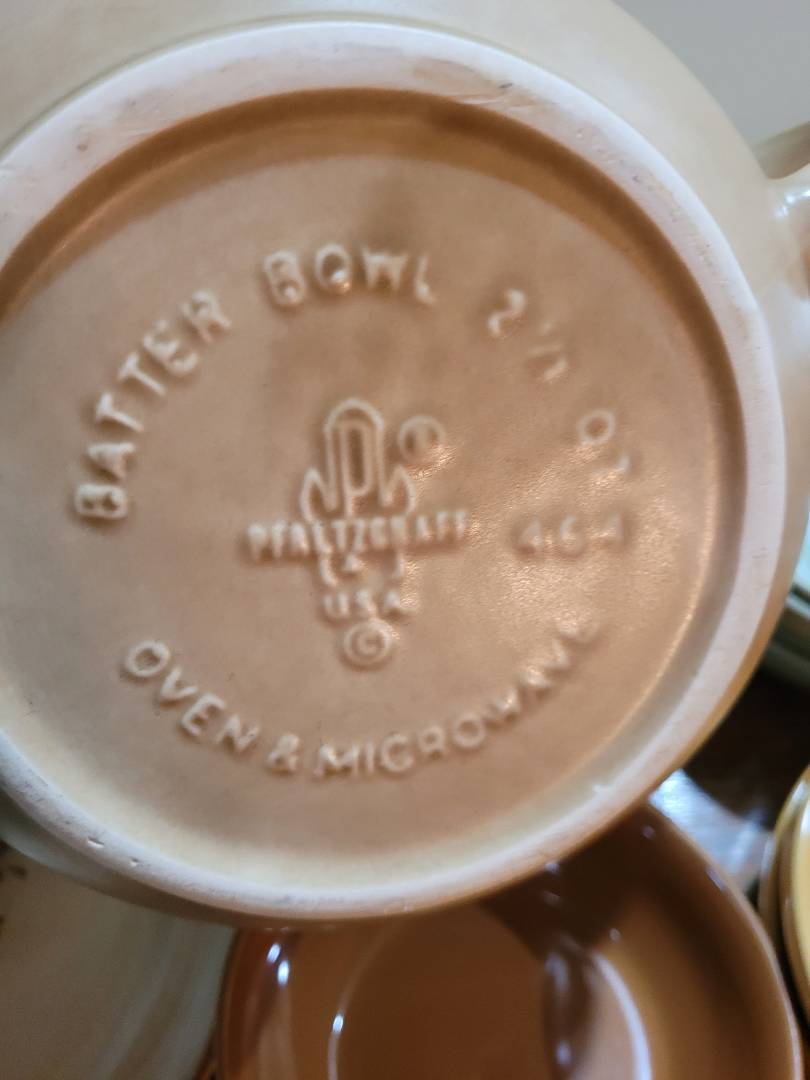 BATTER BOWL 2½ QT
P
®
PFALTZGRAFF 464
USA
©
OVEN & MICROWAVE